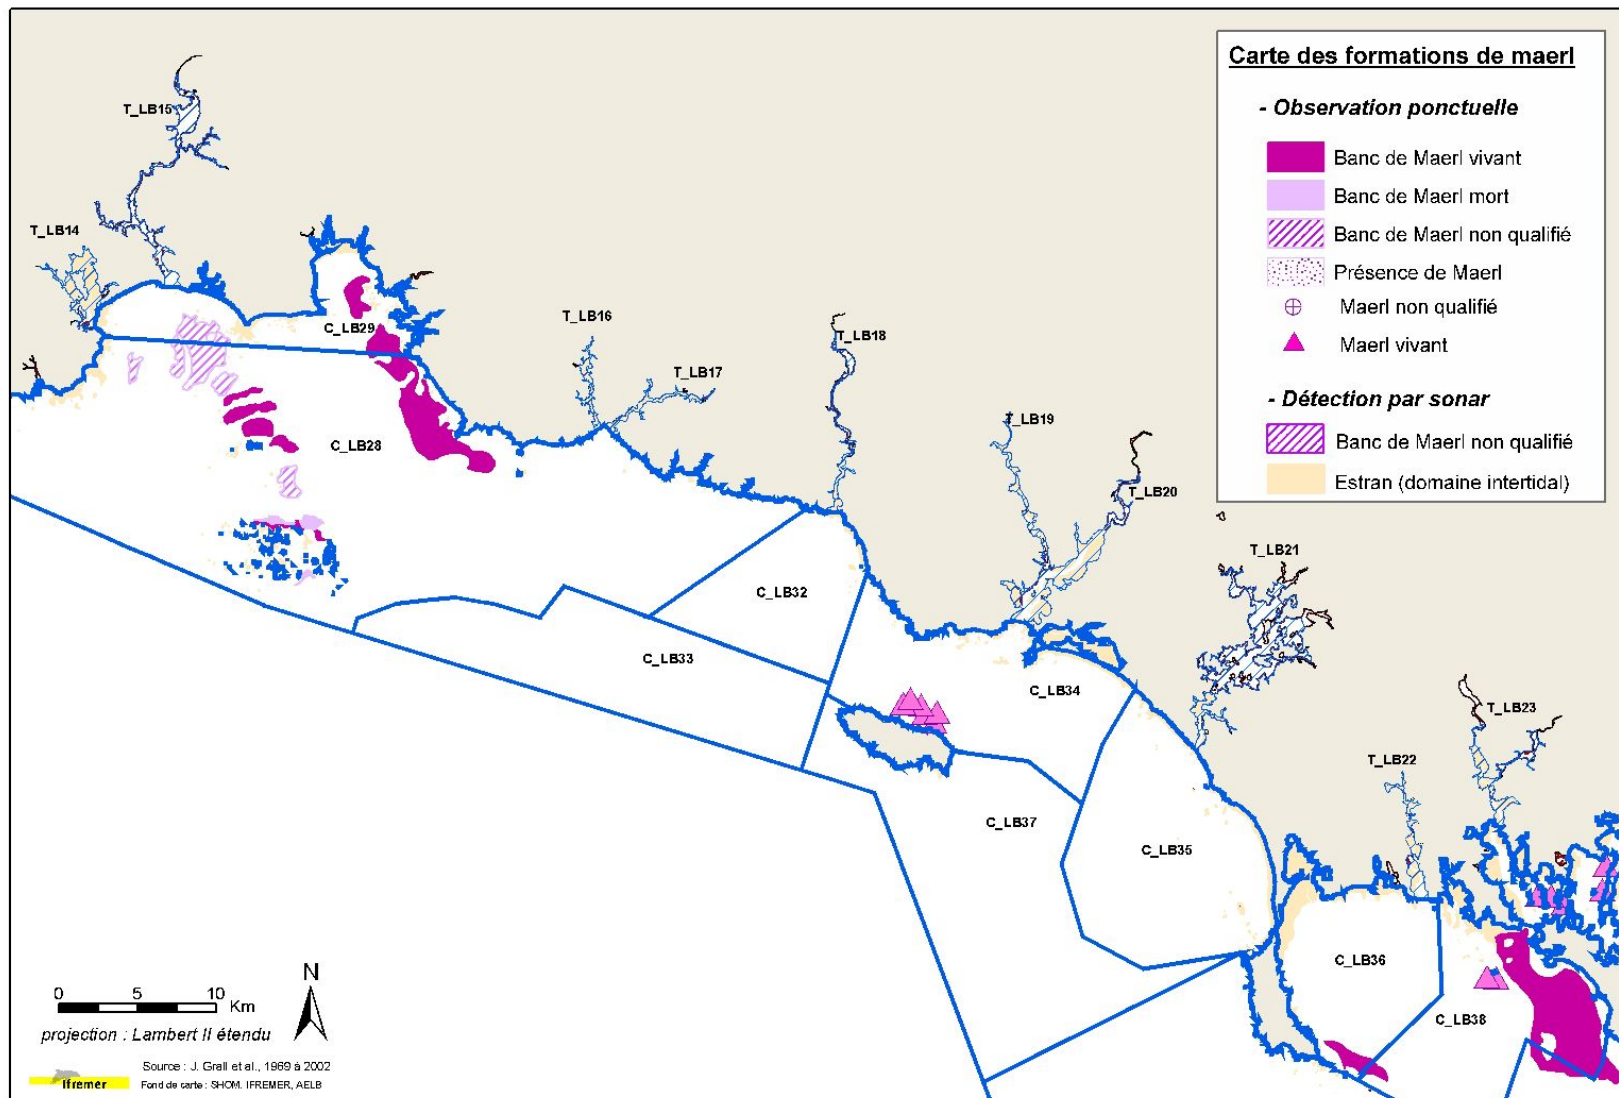 Carte des formations de maerl
- Observation ponctuelle
Banc de Maerl vivant
Banc de Maerl mort
Banc de Maerl non qualifié
Présence de Maerl
Maerl non qualifié
Maerl vivant
- Détection par sonar
Banc de Maerl non qualifié
Estran (domaine intertidal)
T_LB15
T_LB14
C_LB29
T_LB16
T_LB18
T_LB17
C_LB28
T_LB19
T_LB20
T_LB21
C_LB32
C_LB33
C_LB34
T_LB23
T_LB22
C_LB37
C_LB35
C_LB36
C_LB38
N
0 5 10 Km
projection : Lambert II étendu
Source : J. Grall et al., 1969 à 2002
Fond de carte : SHOM, IFREMER, AELB
Ifremer